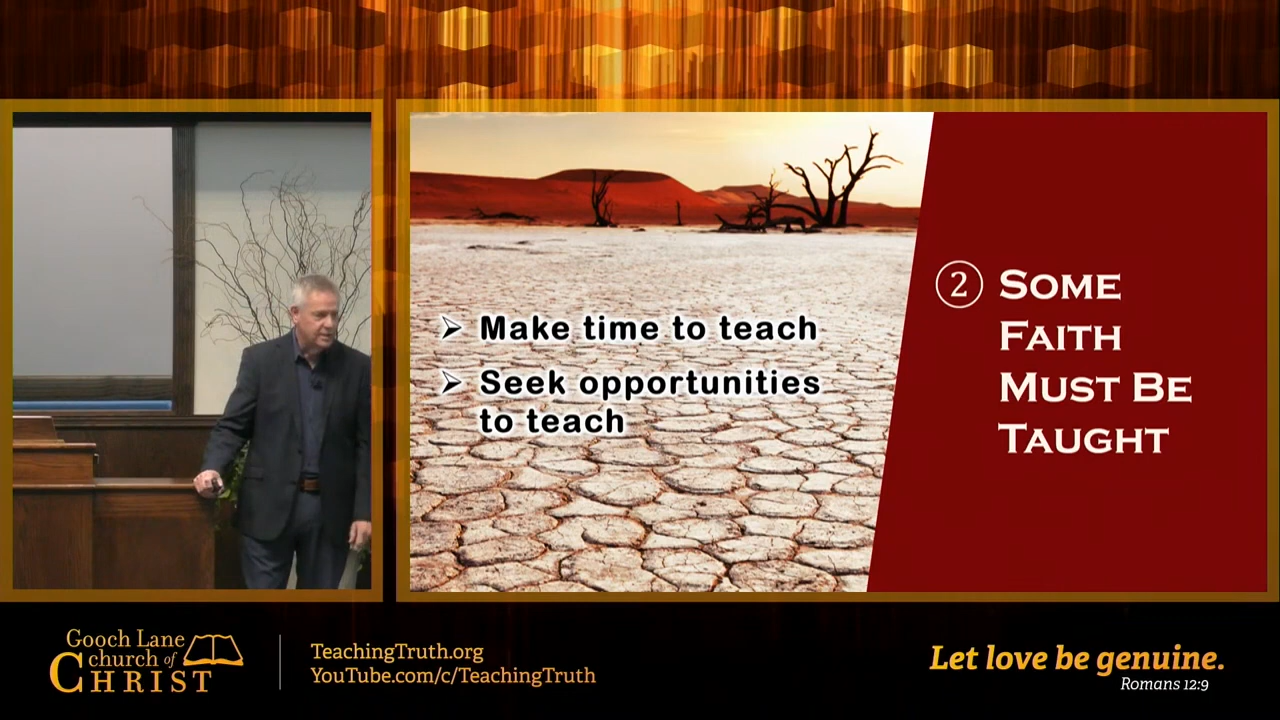 ➢ Make time to teach
➢ Seek opportunities
to teach
② SOME
FAITH
MUST BE
TAUGHT
Gooch Lane
church of
CHRIST
TeachingTruth.org
YouTube.com/c/TeachingTruth
Let love be genuine.
Romans 12:9